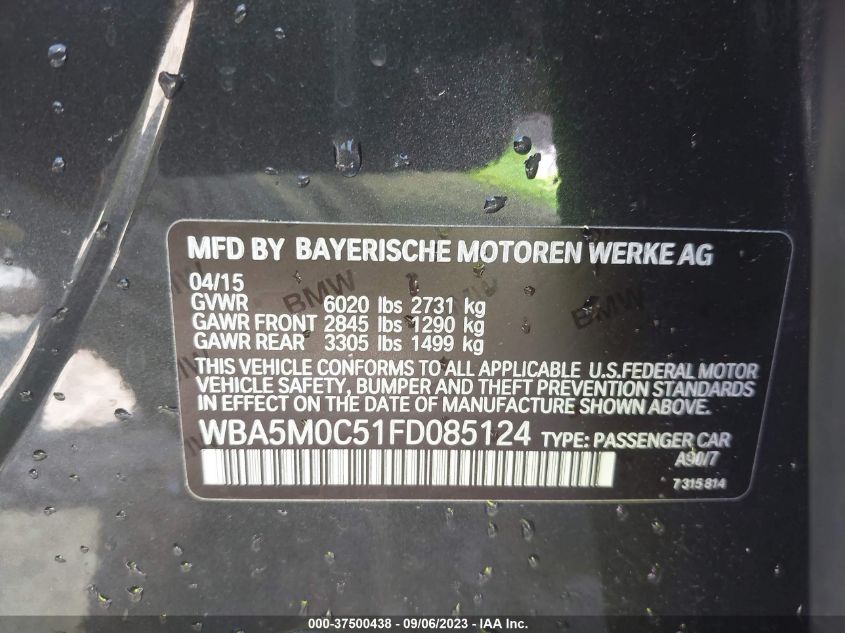 MFD BY BAYERISCHE MOTOREN WERKE AG
04/15
GVWR 6020 lbs 2731 kg
GAWR FRONT 2845 lbs 1290 kg
GAWR REAR 3305 lbs 1499 kg
THIS VEHICLE CONFORMS TO ALL APPLICABLE U.S.FEDERAL MOTOR
VEHICLE SAFETY, BUMPER AND THEFT PREVENTION STANDARDS
IN EFFECT ON THE DATE OF MANUFACTURE SHOWN ABOVE.
WBA5M0C51FD085124 TYPE: PASSENGER CAR
A90/7
7 315 814
BMW
BMW
000-37500438 - 09/06/2023 - IAA Inc.